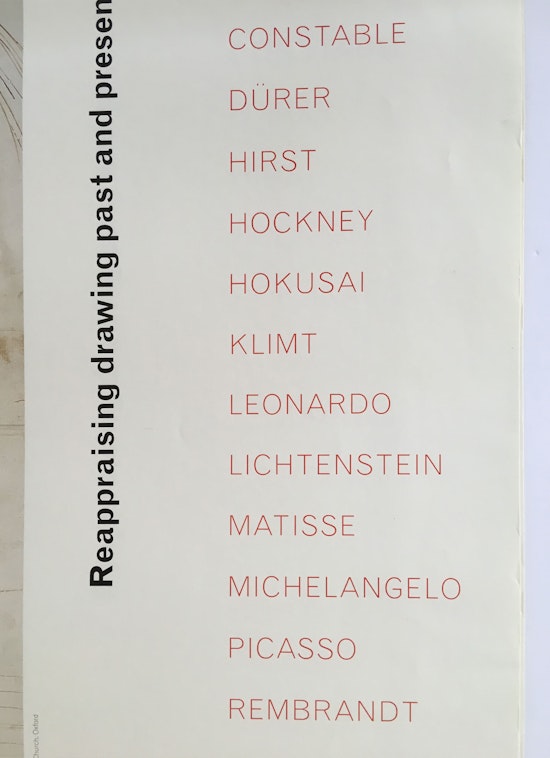 Reappraising drawing past and presen
CONSTABLE
DÜRER
HIRST
HOCKNEY
HOKUSAI
KLIMT
LEONARDO
LICHTENSTEIN
MATISSE
MICHELANGELO
PICASSO
REMBRANDT
Church, Oxford